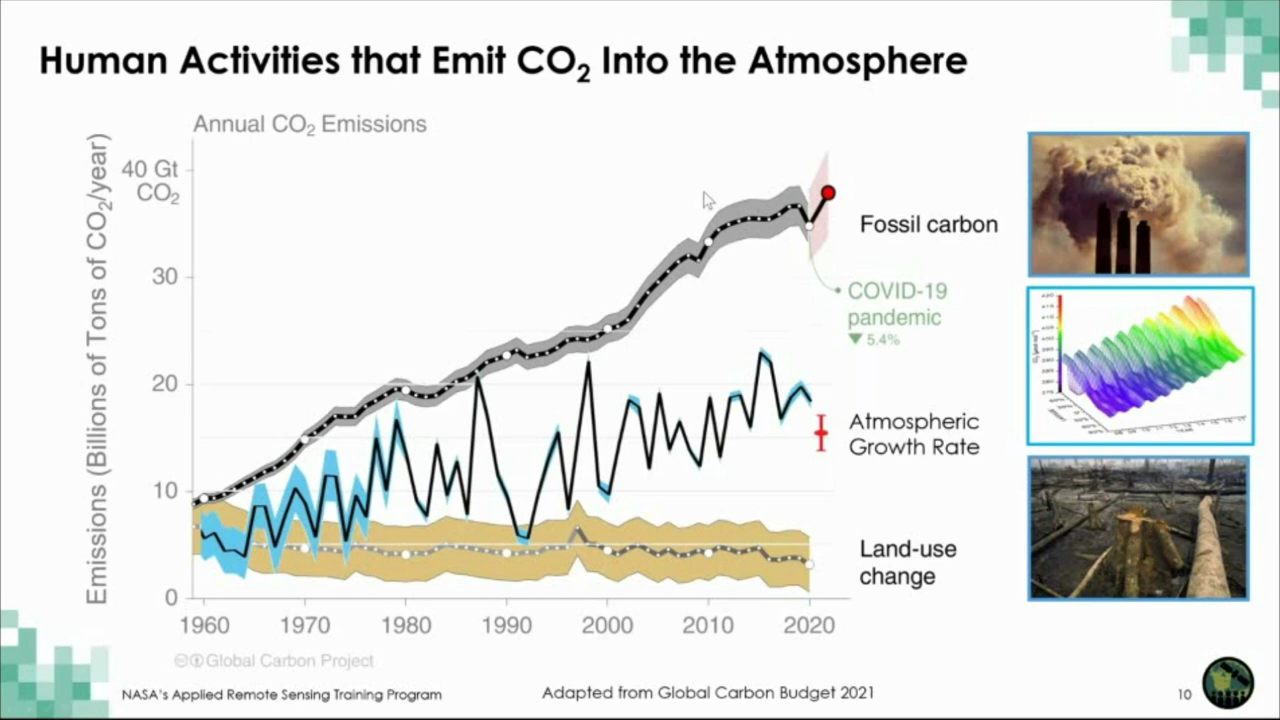 Human Activities that Emit CO₂ Into the Atmosphere
Annual CO₂ Emissions
Emissions (Billions of Tons of CO₂/year)
40 Gt
CO₂
30
20
10
0
1960 1970 1980 1990 2000 2010 2020
Fossil carbon
COVID-19
pandemic
▼ 5.4%
Atmospheric
Growth Rate
Land-use
change
Global Carbon Project
NASA's Applied Remote Sensing Training Program
Adapted from Global Carbon Budget 2021
10